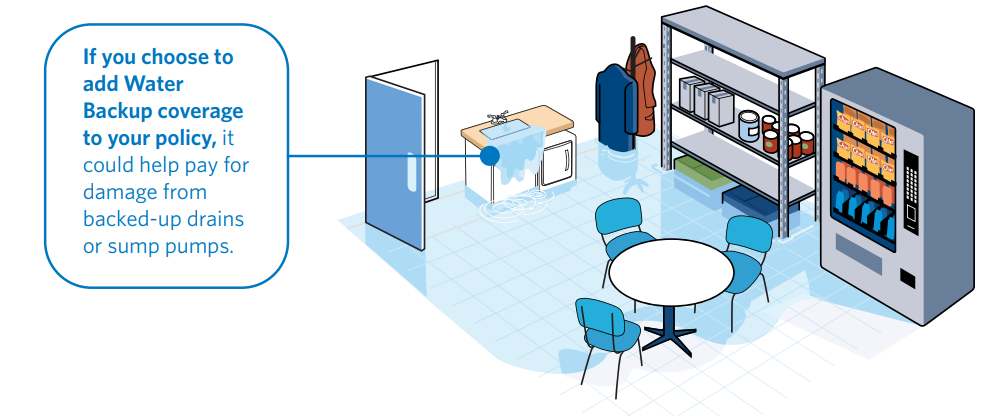 If you choose to
add Water
Backup coverage
to your policy, it
could help pay for
damage from
backed-up drains
or sump pumps.